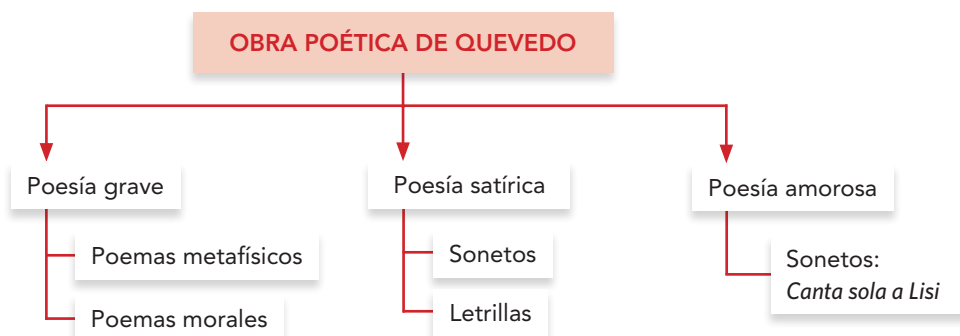 OBRA POÉTICA DE QUEVEDO
Poesía grave
Poemas metafísicos
Poemas morales
Poesía satírica
Sonetos
Letrillas
Poesía amorosa
Sonetos:
Canta sola a Lisi